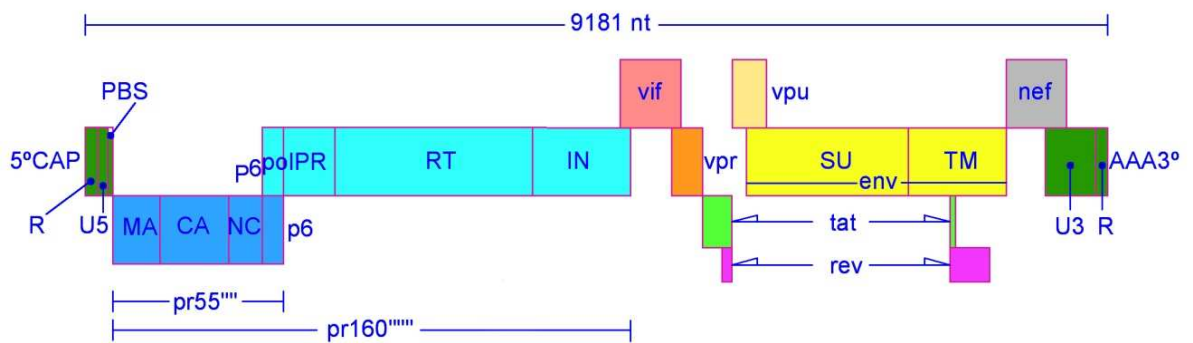 9181 nt
PBS
vif
vpu
nef
5ºCAP
p6
polPR
RT
IN
vpr
SU
TM
AAA3º
env
R
U5
MA
CA
NC
p6
tat
U3
R
rev
pr55""
pr160"""